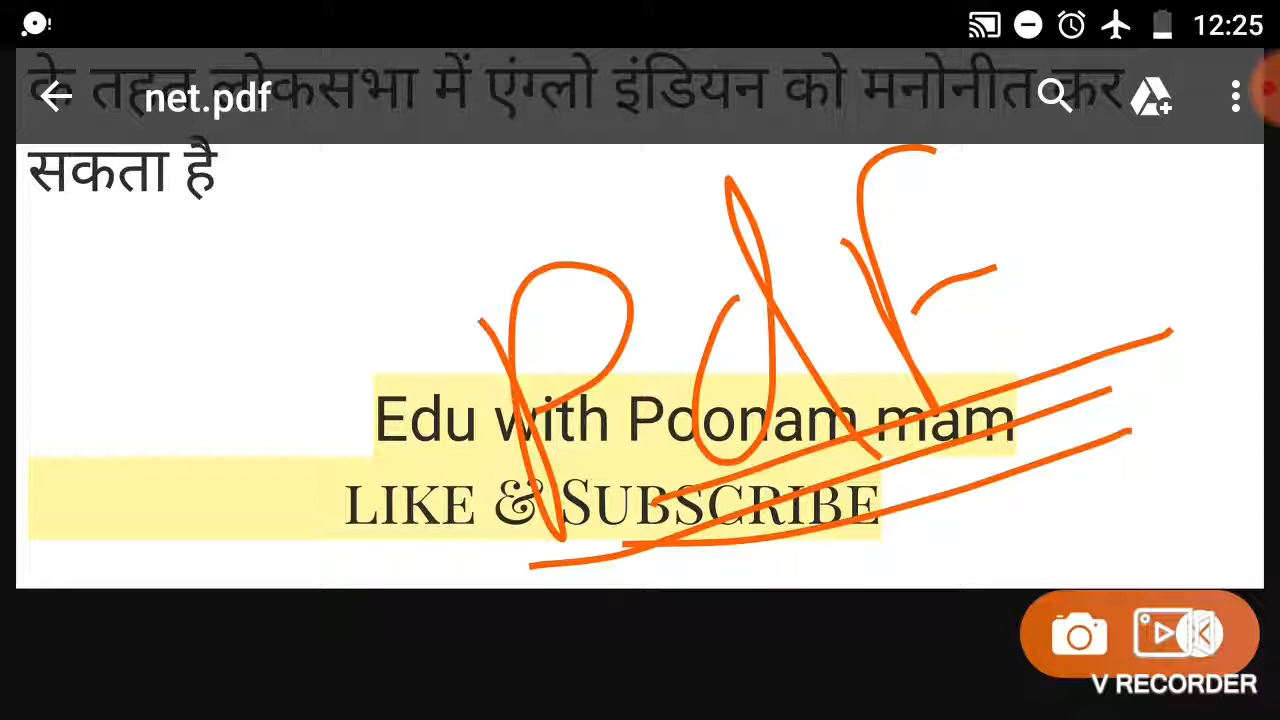 12:25
के तहत लोकसभा में एंग्लो इंडियन को मनोनीत कर
net.pdf
सकता है
PdF
Edu with Poonam mam
LIKE & SUBSCRIBE
V RECORDER